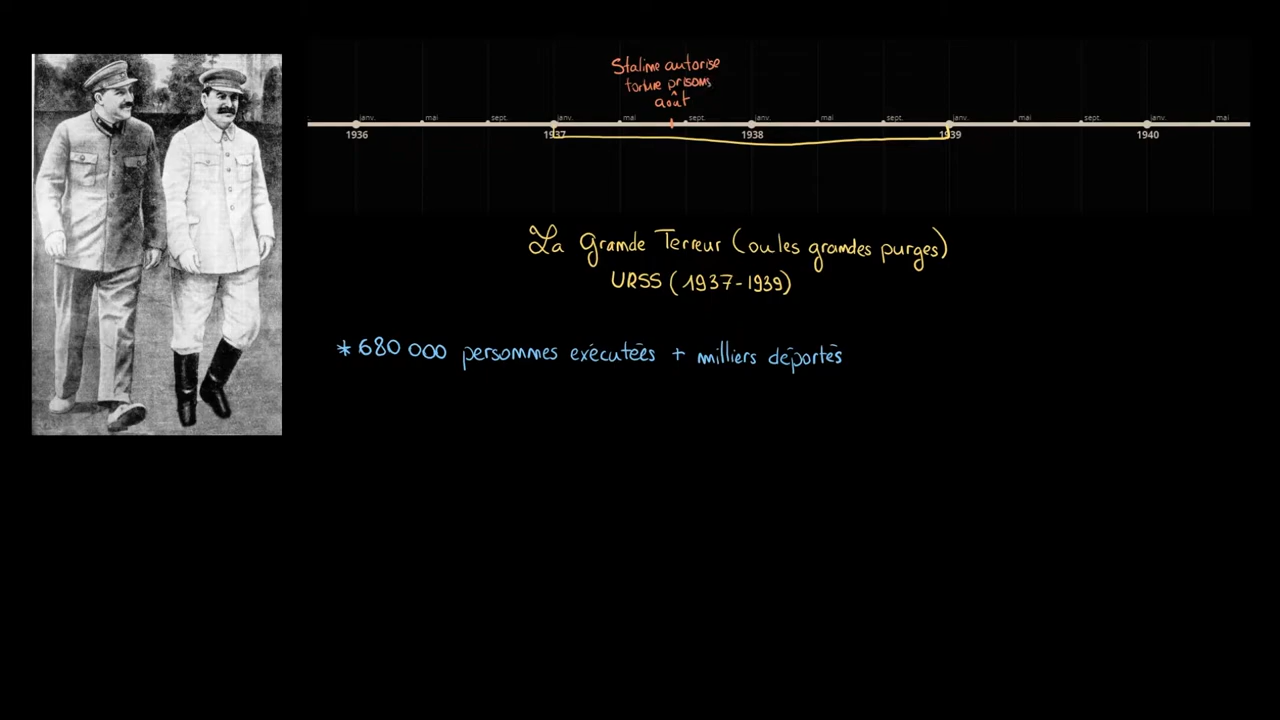 Staline autorise
torture prisons
août
janv. mai sept. janv. mai sept. janv. mai sept. janv. mai sept. janv. mai
1936 1937 1938 1939 1940
La Grande Terreur (ou les grandes purges)
URSS (1937-1939)
* 680 000 personnes exécutées + milliers déportés